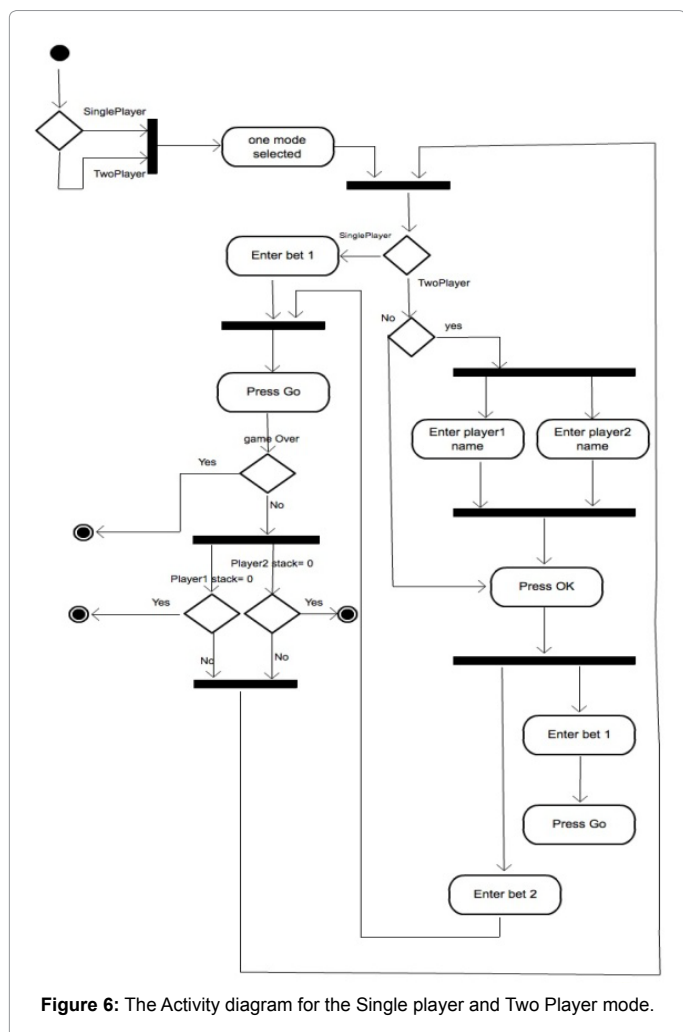 SinglePlayer
TwoPlayer
one mode
selected
SinglePlayer
Enter bet 1
TwoPlayer
No
yes
Press Go
Enter player1
name
Enter player2
name
game Over
Yes
No
Player2 stack= 0
Player1 stack= 0
Press OK
Yes
Yes
No
No
Enter bet 1
Press Go
Enter bet 2
Figure 6: The Activity diagram for the Single player and Two Player mode.